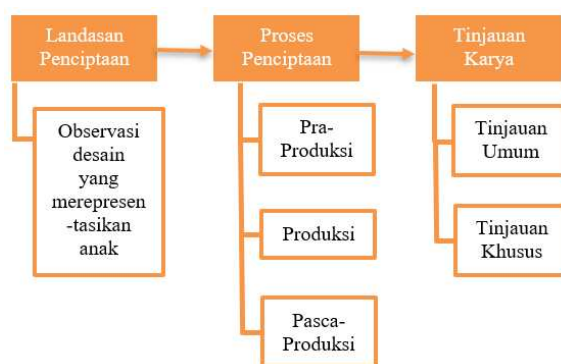 Landasan
Penciptaan
Observasi
desain
yang
merepresen
-tasikan
anak
Proses
Penciptaan
Pra-
Produksi
Produksi
Pasca-
Produksi
Tinjauan
Karya
Tinjauan
Umum
Tinjauan
Khusus